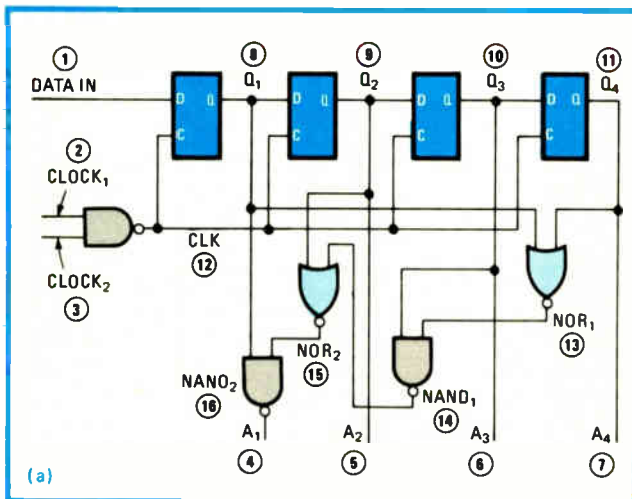 1 8 9 10 11
DATA IN Q1 Q2 Q3 Q4
D Q D Q D Q D Q
C C C C
2
CLOCK1
CLK
12
CLOCK2
3
NOR2
15
NOR1
13
NANO2
16
NAND1
14
A1 A2 A3 A4
4 5 6 7
(a)